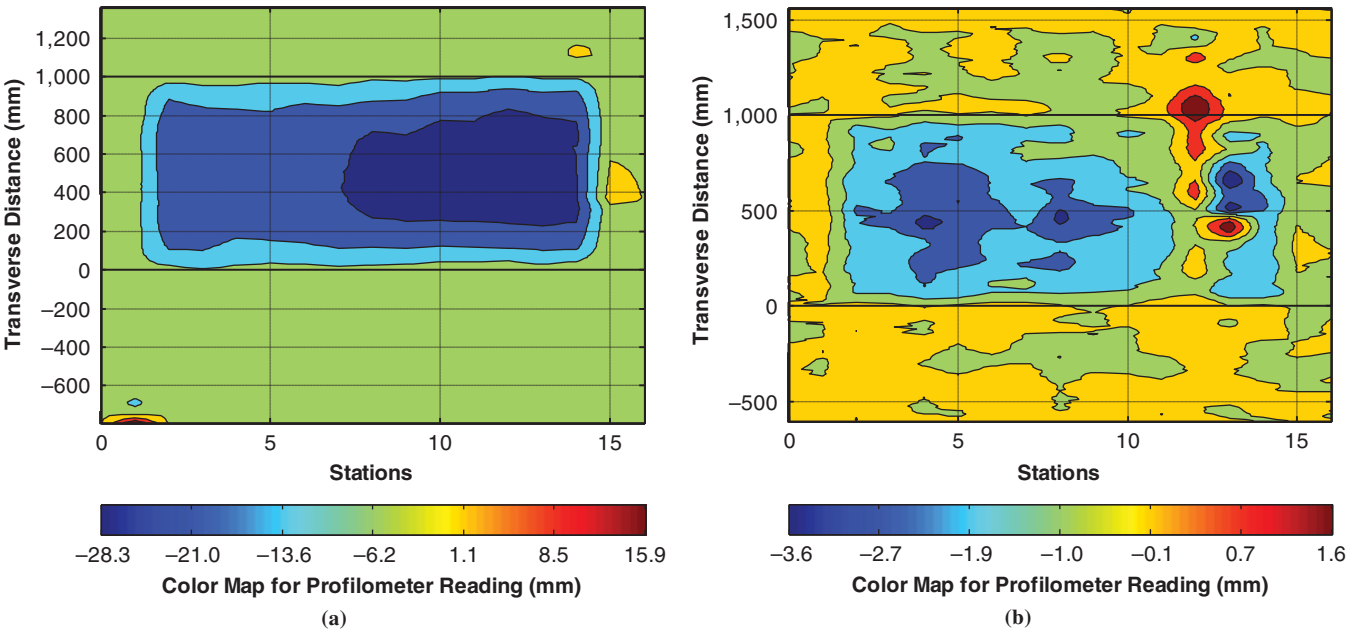 1,200
1,000
800
600
400
200
0
−200
−400
−600
Transverse Distance (mm)
0 5 10 15
Stations
−28.3 −21.0 −13.6 −6.2 1.1 8.5 15.9
Color Map for Profilometer Reading (mm)
(a)
1,500
1,000
500
0
−500
Transverse Distance (mm)
0 5 10 15
Stations
−3.6 −2.7 −1.9 −1.0 −0.1 0.7 1.6
Color Map for Profilometer Reading (mm)
(b)